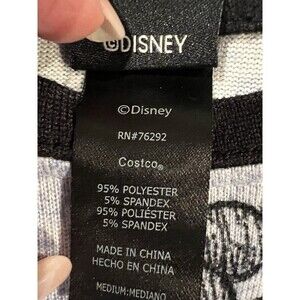 ©DISNEY
©Disney
RN#76292
Costco®
95% POLYESTER
5% SPANDEX
95% POLIÉSTER
5% SPANDEX
MADE IN CHINA
HECHO EN CHINA
MEDIUM:MEDIANO